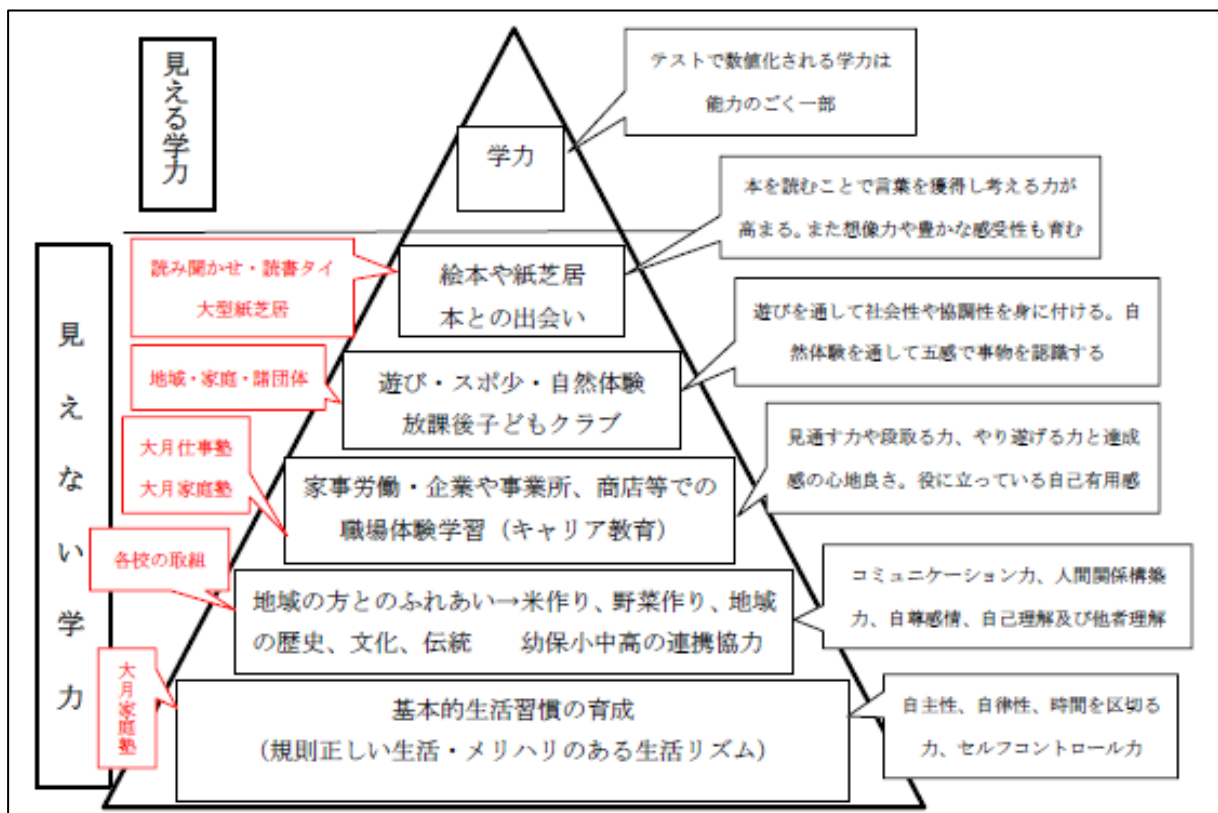 見える学力
テストで数値化される学力は
能力のごく一部
学力
本を読むことで言葉を獲得し考える力が
高まる。また想像力や豊かな感受性も育む
見えない学力
読み聞かせ・読書タイ
大型紙芝居
絵本や紙芝居
本との出会い
遊びを通して社会性や協調性を身に付ける。自
然体験を通して五感で事物を認識する
地域・家庭・諸団体
遊び・スポ少・自然体験
放課後子どもクラブ
大月仕事塾
大月家庭塾
家事労働・企業や事業所、商店等での
職場体験学習（キャリア教育）
見通す力や段取る力、やり遂げる力と達成
感の心地良さ。役に立っている自己有用感
各校の取組
地域の方とのふれあい→米作り、野菜作り、地域
の歴史、文化、伝統　　幼保小中高の連携協力
コミュニケーション力、人間関係構築
力、自尊感情、自己理解及び他者理解
大月家庭塾
基本的生活習慣の育成
（規則正しい生活・メリハリのある生活リズム）
自主性、自律性、時間を区切る
力、セルフコントロール力